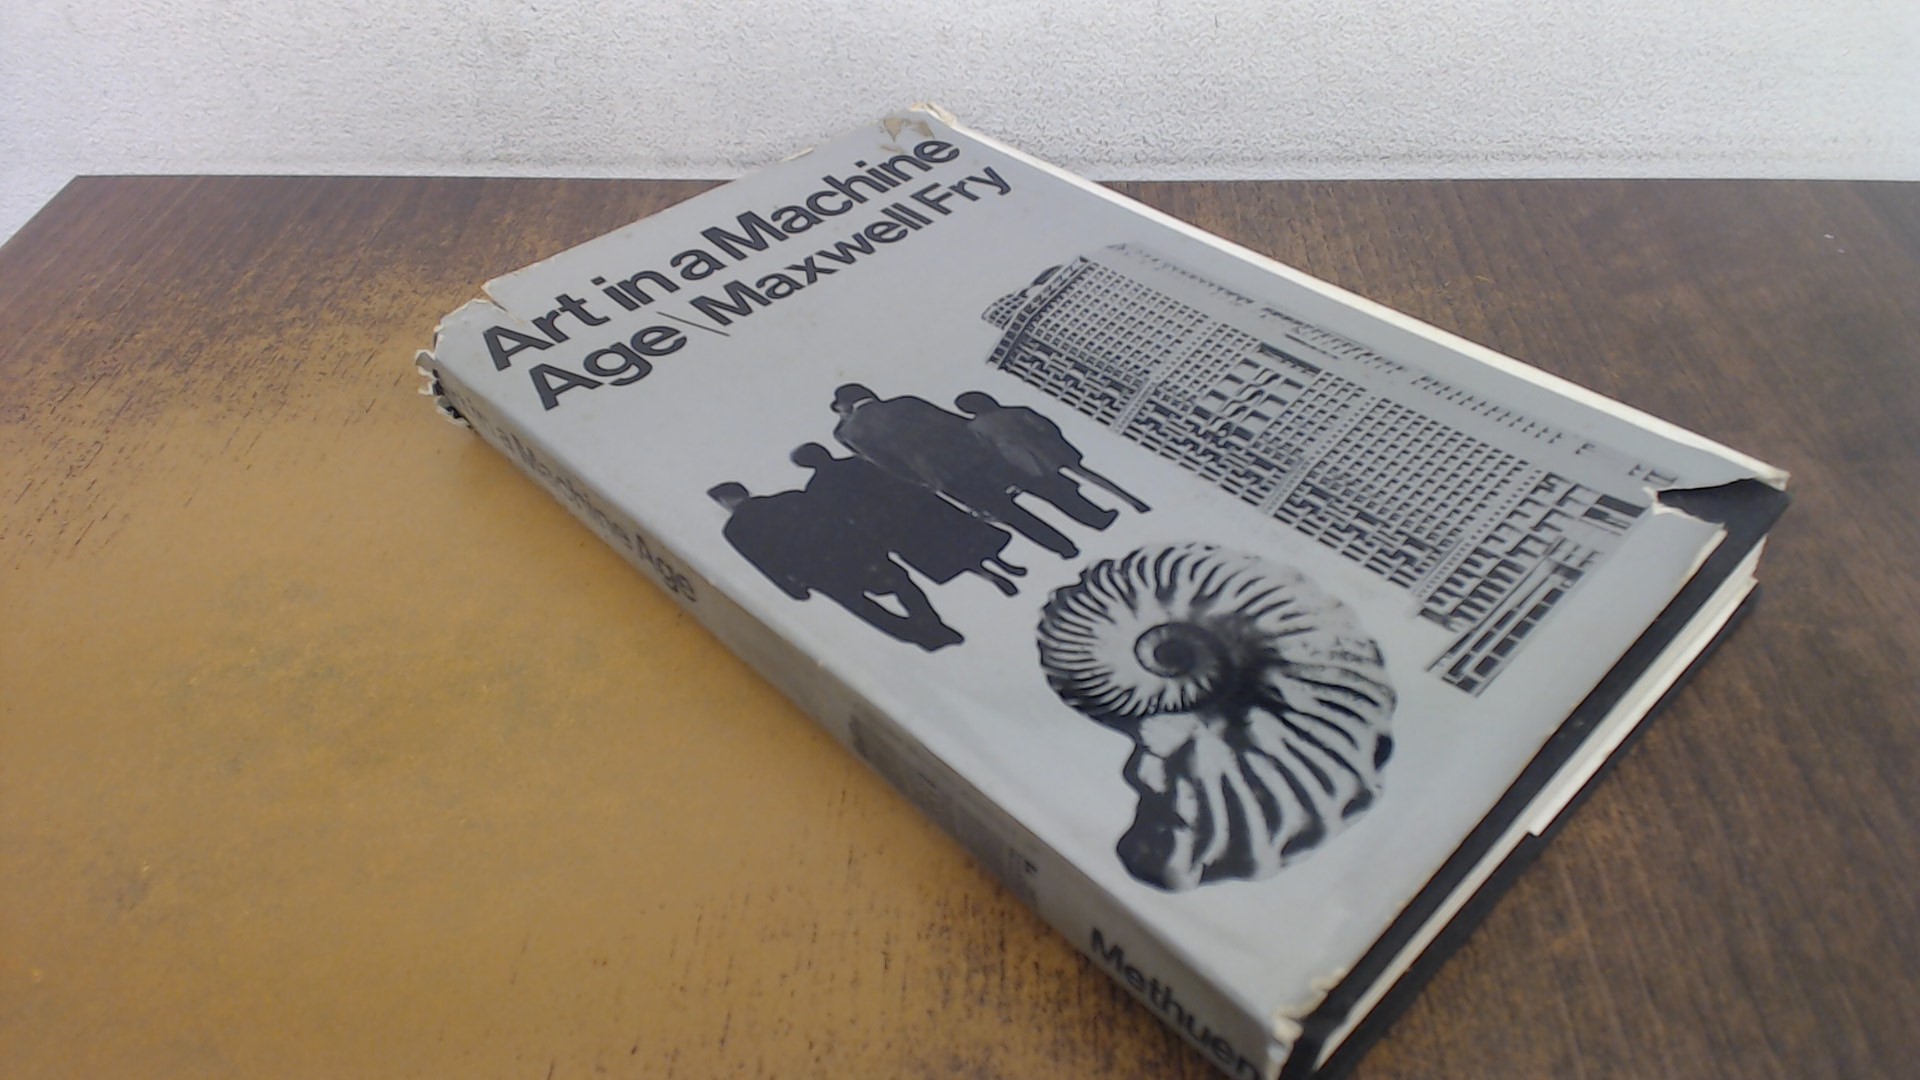 Art in a Machine
Age\Maxwell Fry
a Machine Age
Methuen